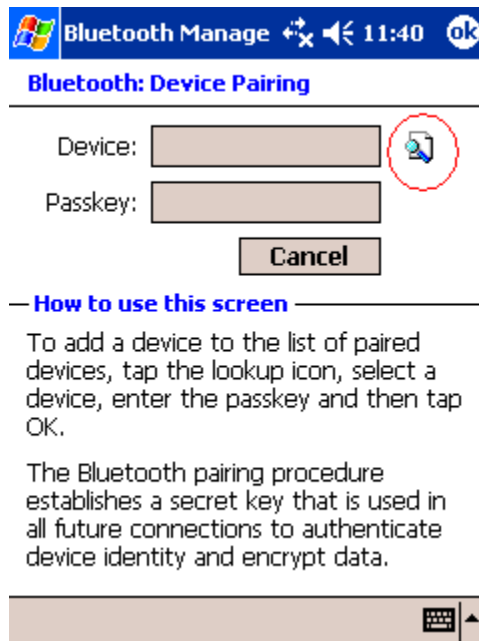 Bluetooth Manage 11:40 ok
Bluetooth: Device Pairing
Device:
Passkey:
Cancel
How to use this screen
To add a device to the list of paired
devices, tap the lookup icon, select a
device, enter the passkey and then tap
OK.
The Bluetooth pairing procedure
establishes a secret key that is used in
all future connections to authenticate
device identity and encrypt data.